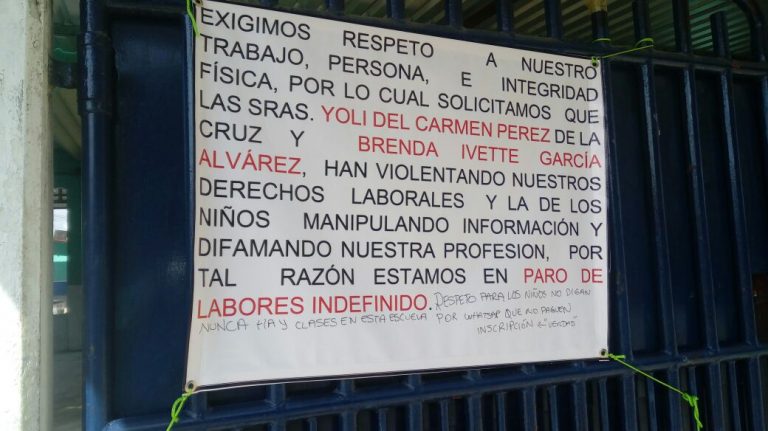 EXIGIMOS RESPETO A NUESTRO
TRABAJO, PERSONA, E INTEGRIDAD
FÍSICA, POR LO CUAL SOLICITAMOS QUE
LAS SRAS. YOLI DEL CARMEN PEREZ DE LA
CRUZ Y BRENDA IVETTE GARCÍA
ALVÁREZ, HAN VIOLENTANDO NUESTROS
DERECHOS LABORALES Y LA DE LOS
NIÑOS MANIPULANDO INFORMACIÓN Y
DIFAMANDO NUESTRA PROFESION, POR
TAL RAZÓN ESTAMOS EN PARO DE
LABORES INDEFINIDO. RESPETO PARA LOS NIÑOS NO DIGAN
NUNCA HAY CLASES EN ESTA ESCUELA POR WHATSAP QUE NO PAGUEN
INSCRIPCIÓN "VERDAD"